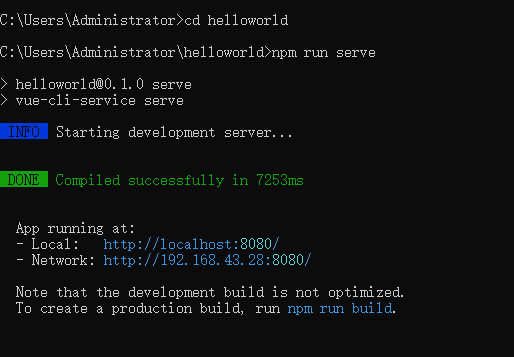 C:\Users\Administrator>cd helloworld
C:\Users\Administrator\helloworld>npm run serve
> helloworld@0.1.0 serve
> vue-cli-service serve
INFO Starting development server...
DONE Compiled successfully in 7253ms
App running at:
- Local: http://localhost:8080/
- Network: http://192.168.43.28:8080/
Note that the development build is not optimized.
To create a production build, run npm run build.